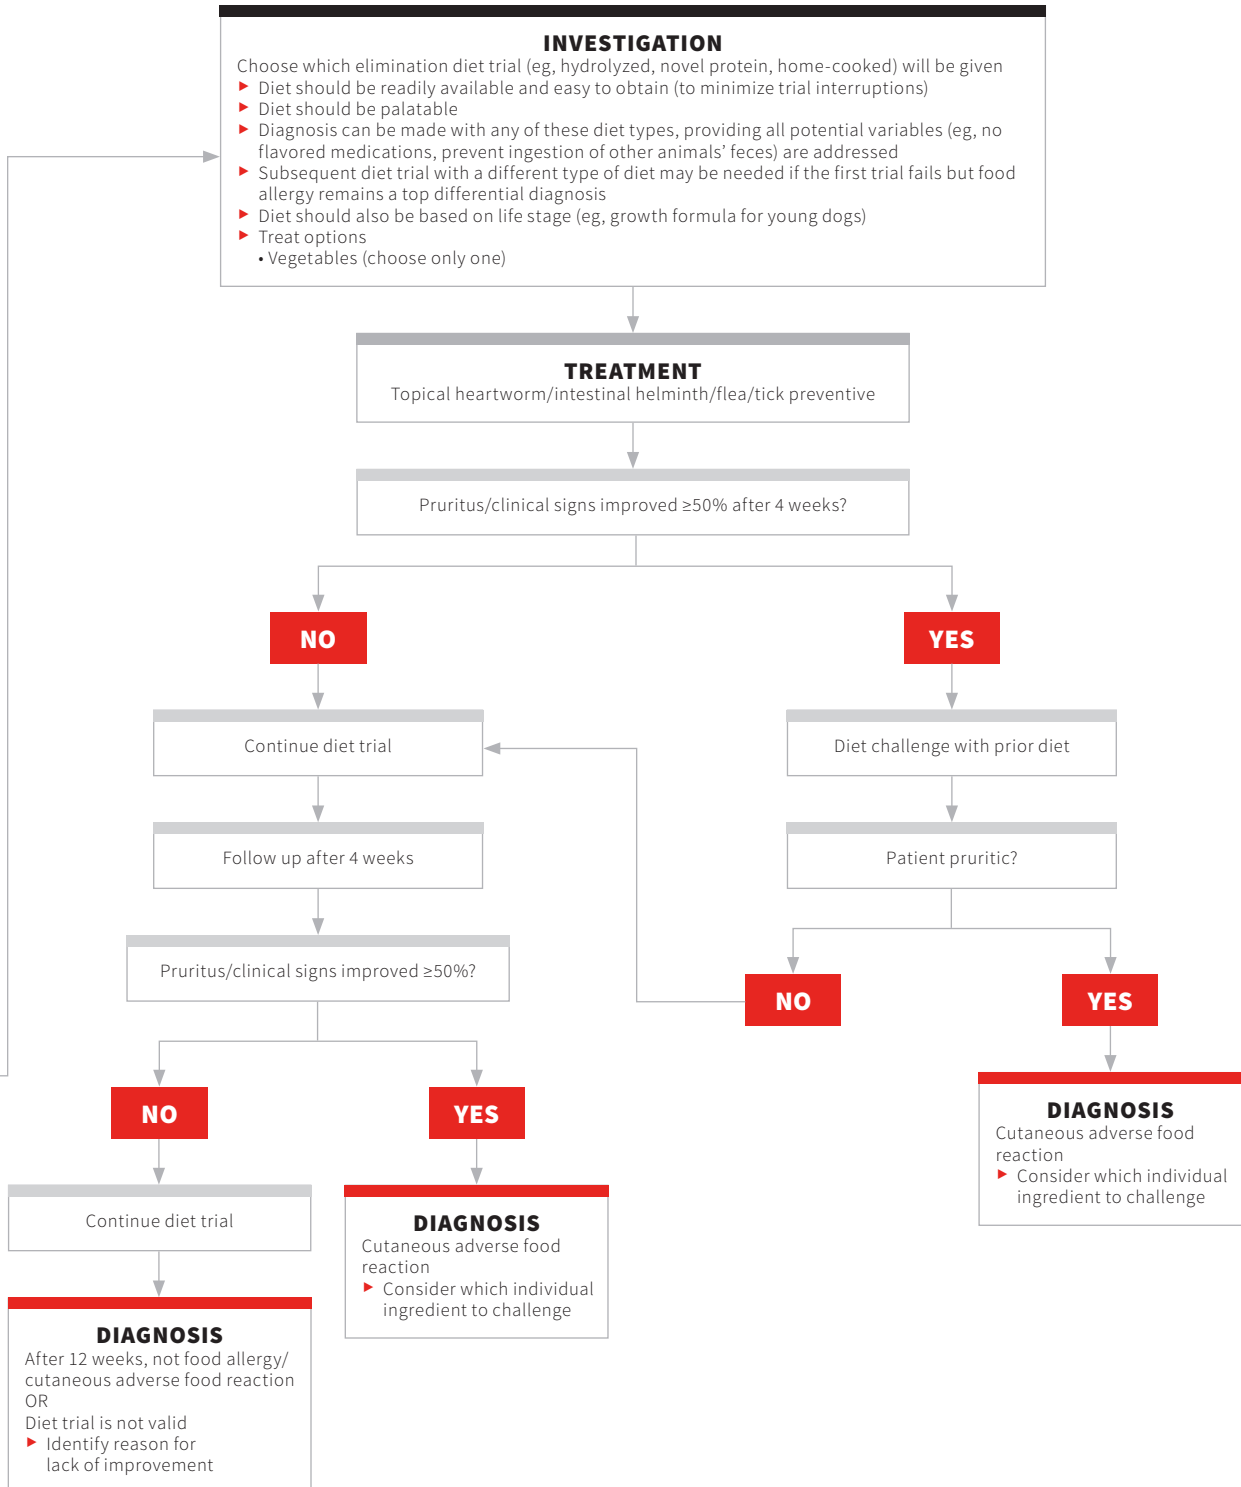 INVESTIGATION
Choose which elimination diet trial (eg, hydrolyzed, novel protein, home-cooked) will be given
► Diet should be readily available and easy to obtain (to minimize trial interruptions)
► Diet should be palatable
► Diagnosis can be made with any of these diet types, providing all potential variables (eg, no
flavored medications, prevent ingestion of other animals’ feces) are addressed
► Subsequent diet trial with a different type of diet may be needed if the first trial fails but food
allergy remains a top differential diagnosis
► Diet should also be based on life stage (eg, growth formula for young dogs)
► Treat options
• Vegetables (choose only one)
TREATMENT
Topical heartworm/intestinal helminth/flea/tick preventive
Pruritus/clinical signs improved ≥50% after 4 weeks?
NO
YES
Continue diet trial
Diet challenge with prior diet
Follow up after 4 weeks
Patient pruritic?
Pruritus/clinical signs improved ≥50%?
NO
YES
NO
YES
DIAGNOSIS
Cutaneous adverse food
reaction
► Consider which individual
ingredient to challenge
Continue diet trial
DIAGNOSIS
Cutaneous adverse food
reaction
► Consider which individual
ingredient to challenge
DIAGNOSIS
After 12 weeks, not food allergy/
cutaneous adverse food reaction
OR
Diet trial is not valid
► Identify reason for
lack of improvement